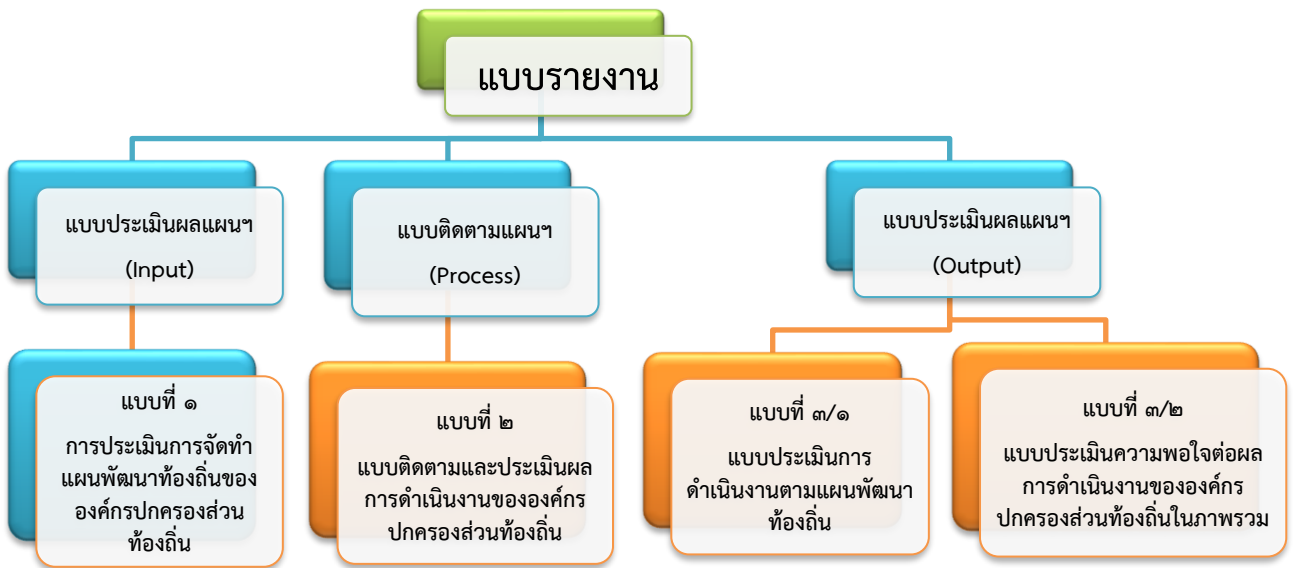 แบบรายงาน
แบบประเมินผลแผนฯ
(Input)
แบบติดตามแผนฯ
(Process)
แบบประเมินผลแผนฯ
(Output)
แบบที่ ๑
การประเมินการจัดทำ
แผนพัฒนาท้องถิ่นของ
องค์กรปกครองส่วน
ท้องถิ่น
แบบที่ ๒
แบบติดตามและประเมินผล
การดำเนินงานขององค์กร
ปกครองส่วนท้องถิ่น
แบบที่ ๓/๑
แบบประเมินการ
ดำเนินงานตามแผนพัฒนา
ท้องถิ่น
แบบที่ ๓/๒
แบบประเมินความพอใจต่อผล
การดำเนินงานขององค์กร
ปกครองส่วนท้องถิ่นในภาพรวม